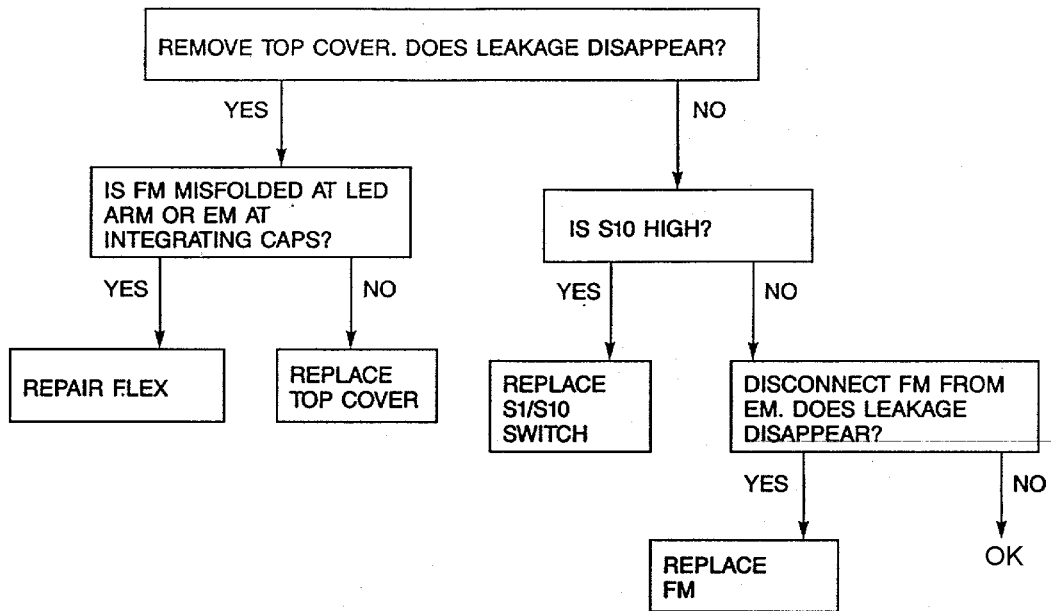 REMOVE TOP COVER. DOES LEAKAGE DISAPPEAR?
YES
NO
IS FM MISFOLDED AT LED
ARM OR EM AT
INTEGRATING CAPS?
IS S10 HIGH?
YES
NO
YES
NO
REPAIR FLEX
REPLACE
TOP COVER
REPLACE
S1/S10
SWITCH
DISCONNECT FM FROM
EM. DOES LEAKAGE
DISAPPEAR?
YES
NO
REPLACE
FM
OK